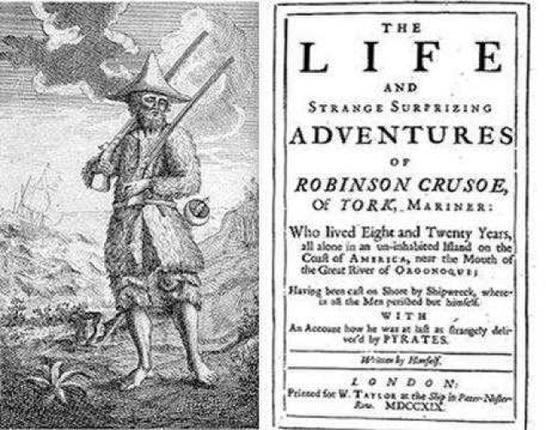 THE
LIFE
AND
STRANGE SURPRIZING
ADVENTURES
OF
ROBINSON CRUSOE,
Of YORK, MARINER:
Who lived Eight and Twenty Years,
all alone in an un-inhabited Island on the
Coast of AMERICA, near the Mouth of
the Great River of OROONOQUE;
Having been cast on Shore by Shipwreck, where-
in all the Men perished but himself.
WITH
An Account how he was at last as strangely deli-
ver'd by PYRATES.
Written by Himself.
LONDON:
Printed for W. TAYLOR at the Ship in Pater-Noster-
Row. MDCCXIX.